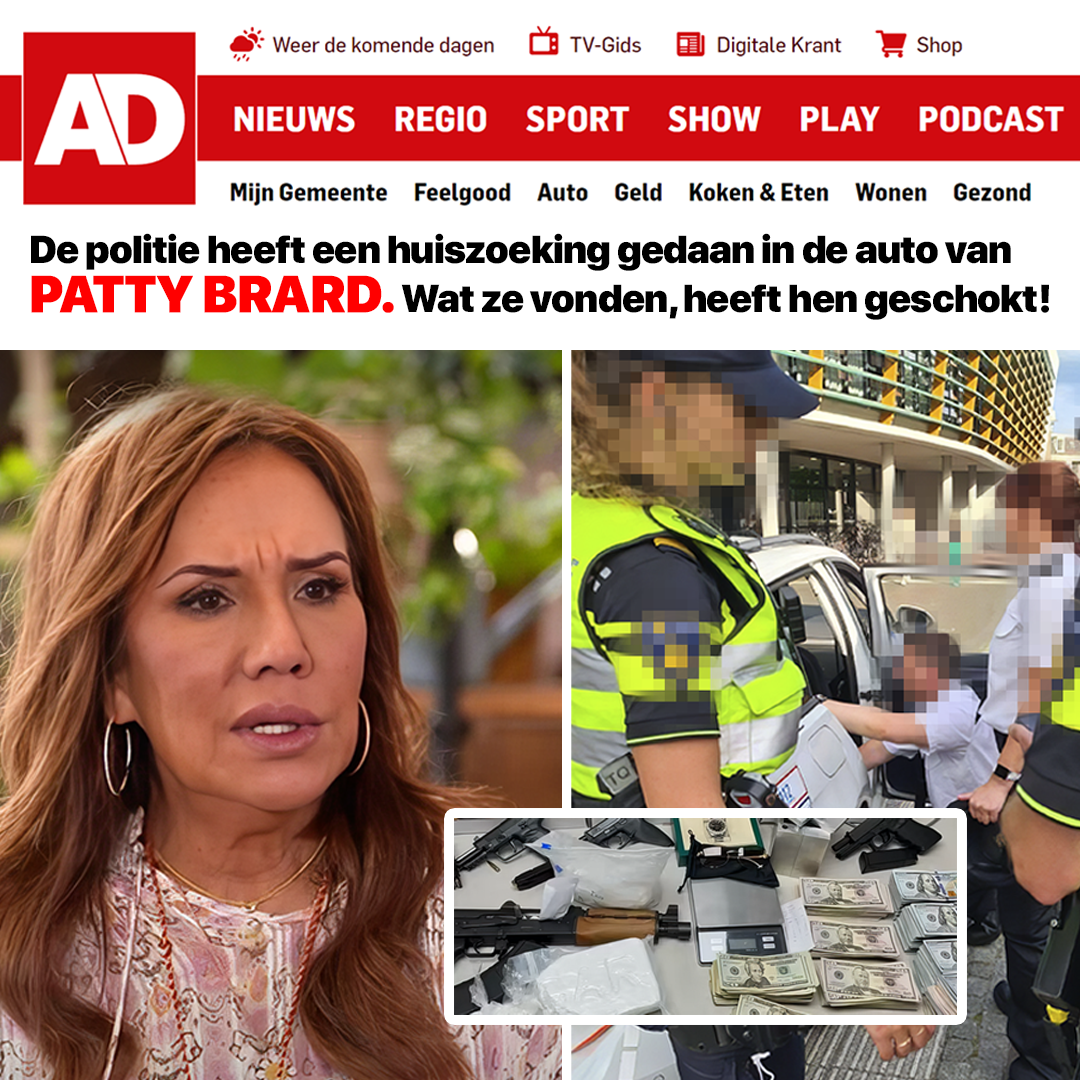 Weer de komende dagen TV-Gids Digitale Krant Shop
AD
NIEUWS REGIO SPORT SHOW PLAY PODCAST
Mijn Gemeente Feelgood Auto Geld Koken & Eten Wonen Gezond
De politie heeft een huiszoeking gedaan in de auto van
PATTY BRARD. Wat ze vonden, heeft hen geschokt!
TQ